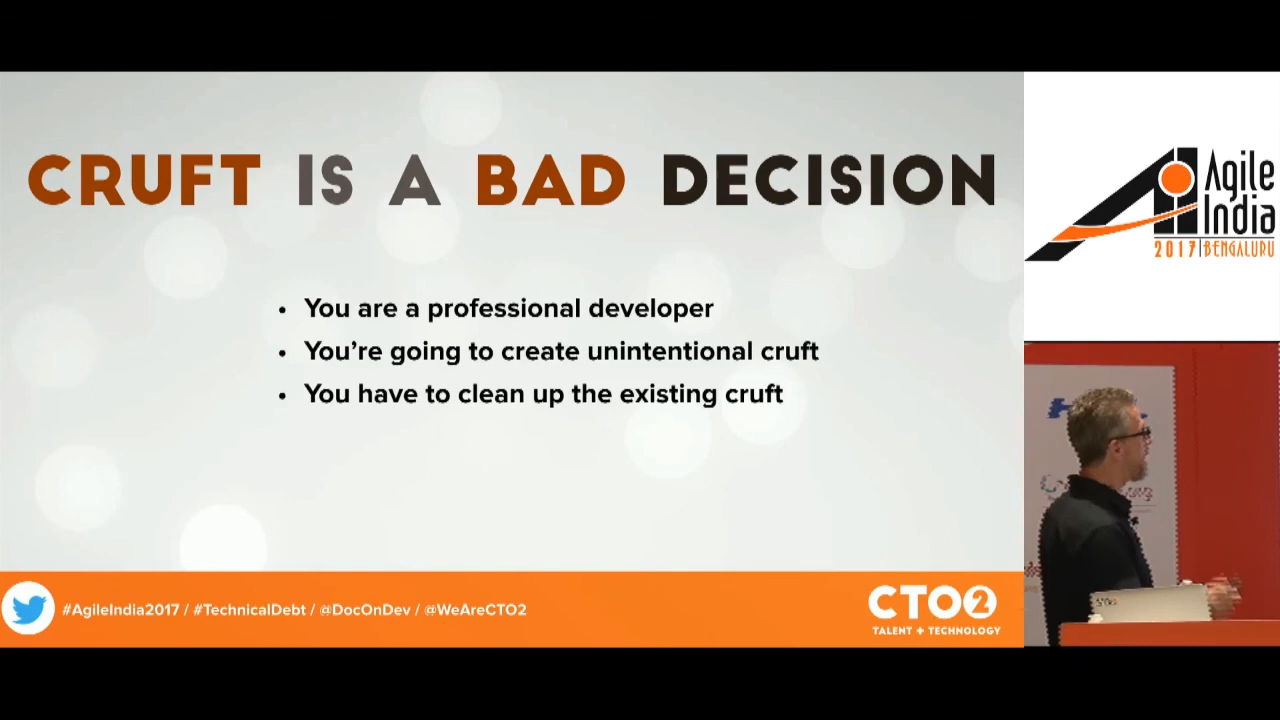 CRUFT IS A BAD DECISION
• You are a professional developer
• You’re going to create unintentional cruft
• You have to clean up the existing cruft
#AgileIndia2017 / #TechnicalDebt / @DocOnDev / @WeAreCTO2
CTO2
TALENT + TECHNOLOGY
Agile
India
2017 | BENGALURU